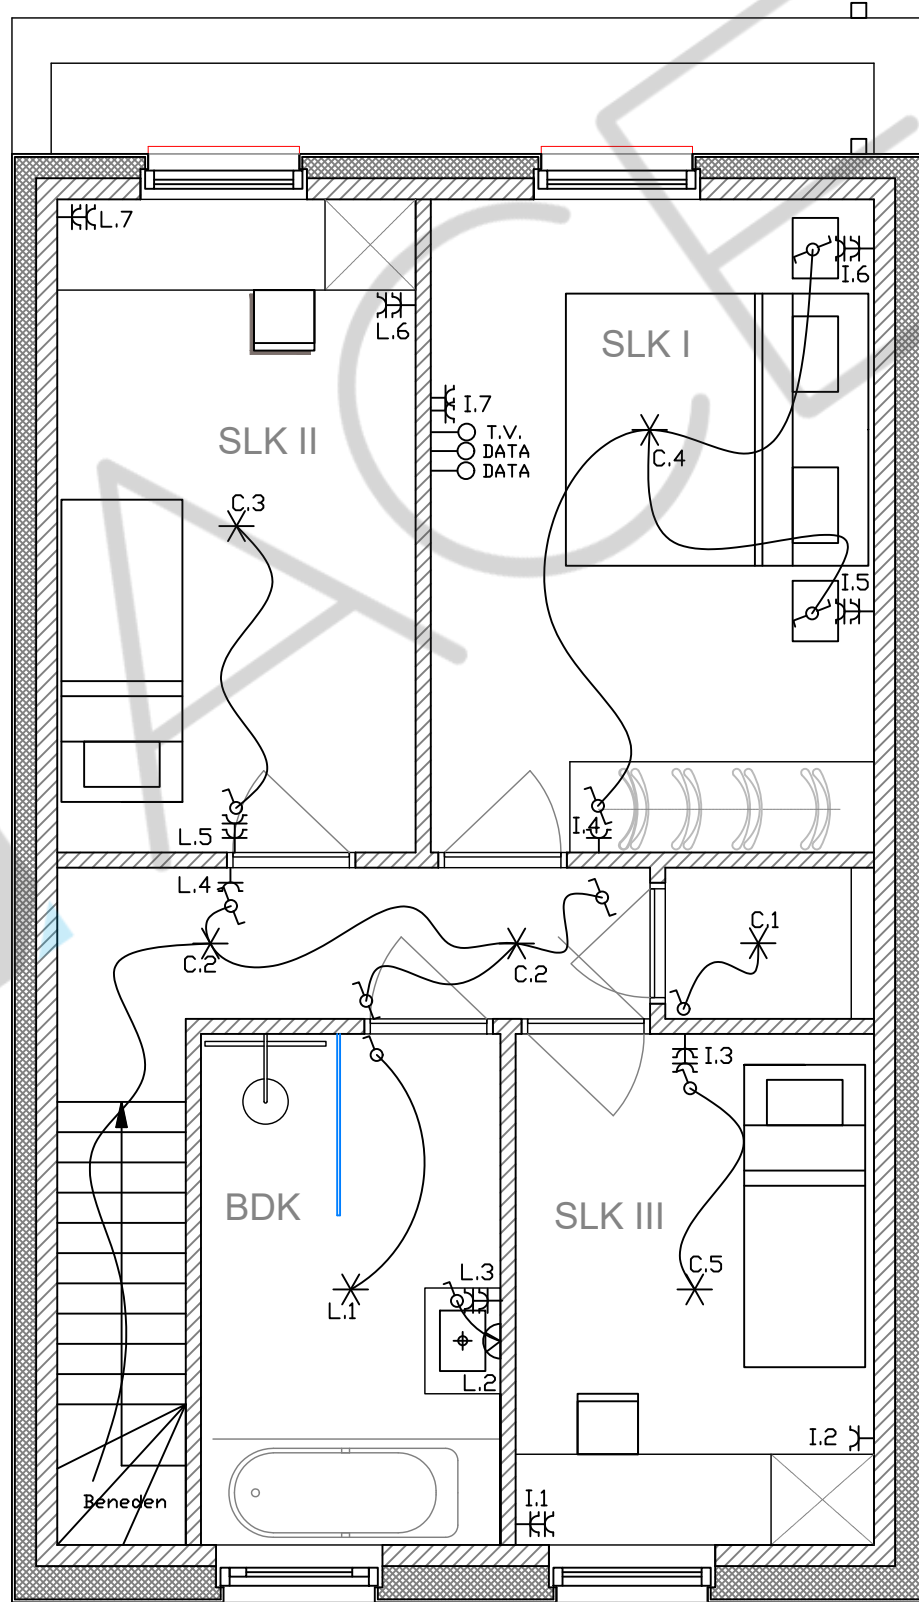 L.7
I.6
L.6
SLK I
I.7
SLK II
T.V.
DATA
DATA
C.4
C.3
I.5
L.5
I.4
L.4
C.2
C.2
C.1
I.3
BDK
SLK III
C.5
L.3
L.1
L.2
I.2
I.1
Beneden